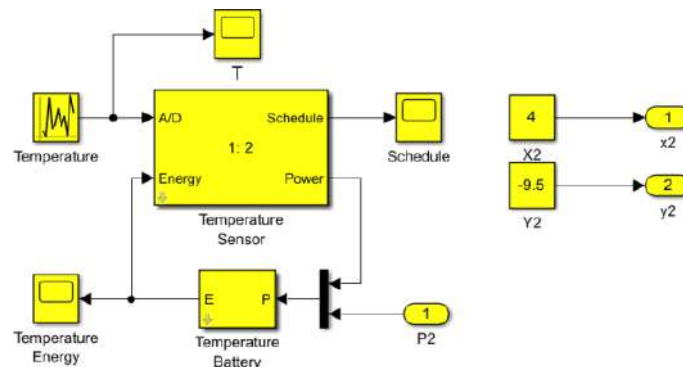 T
Temperature
A/D
Schedule
1: 2
Energy
Power
Temperature
Sensor
Schedule
4
X2
1
x2
-9.5
Y2
2
y2
Temperature
Energy
E
P
Temperature
Battery
1
P2